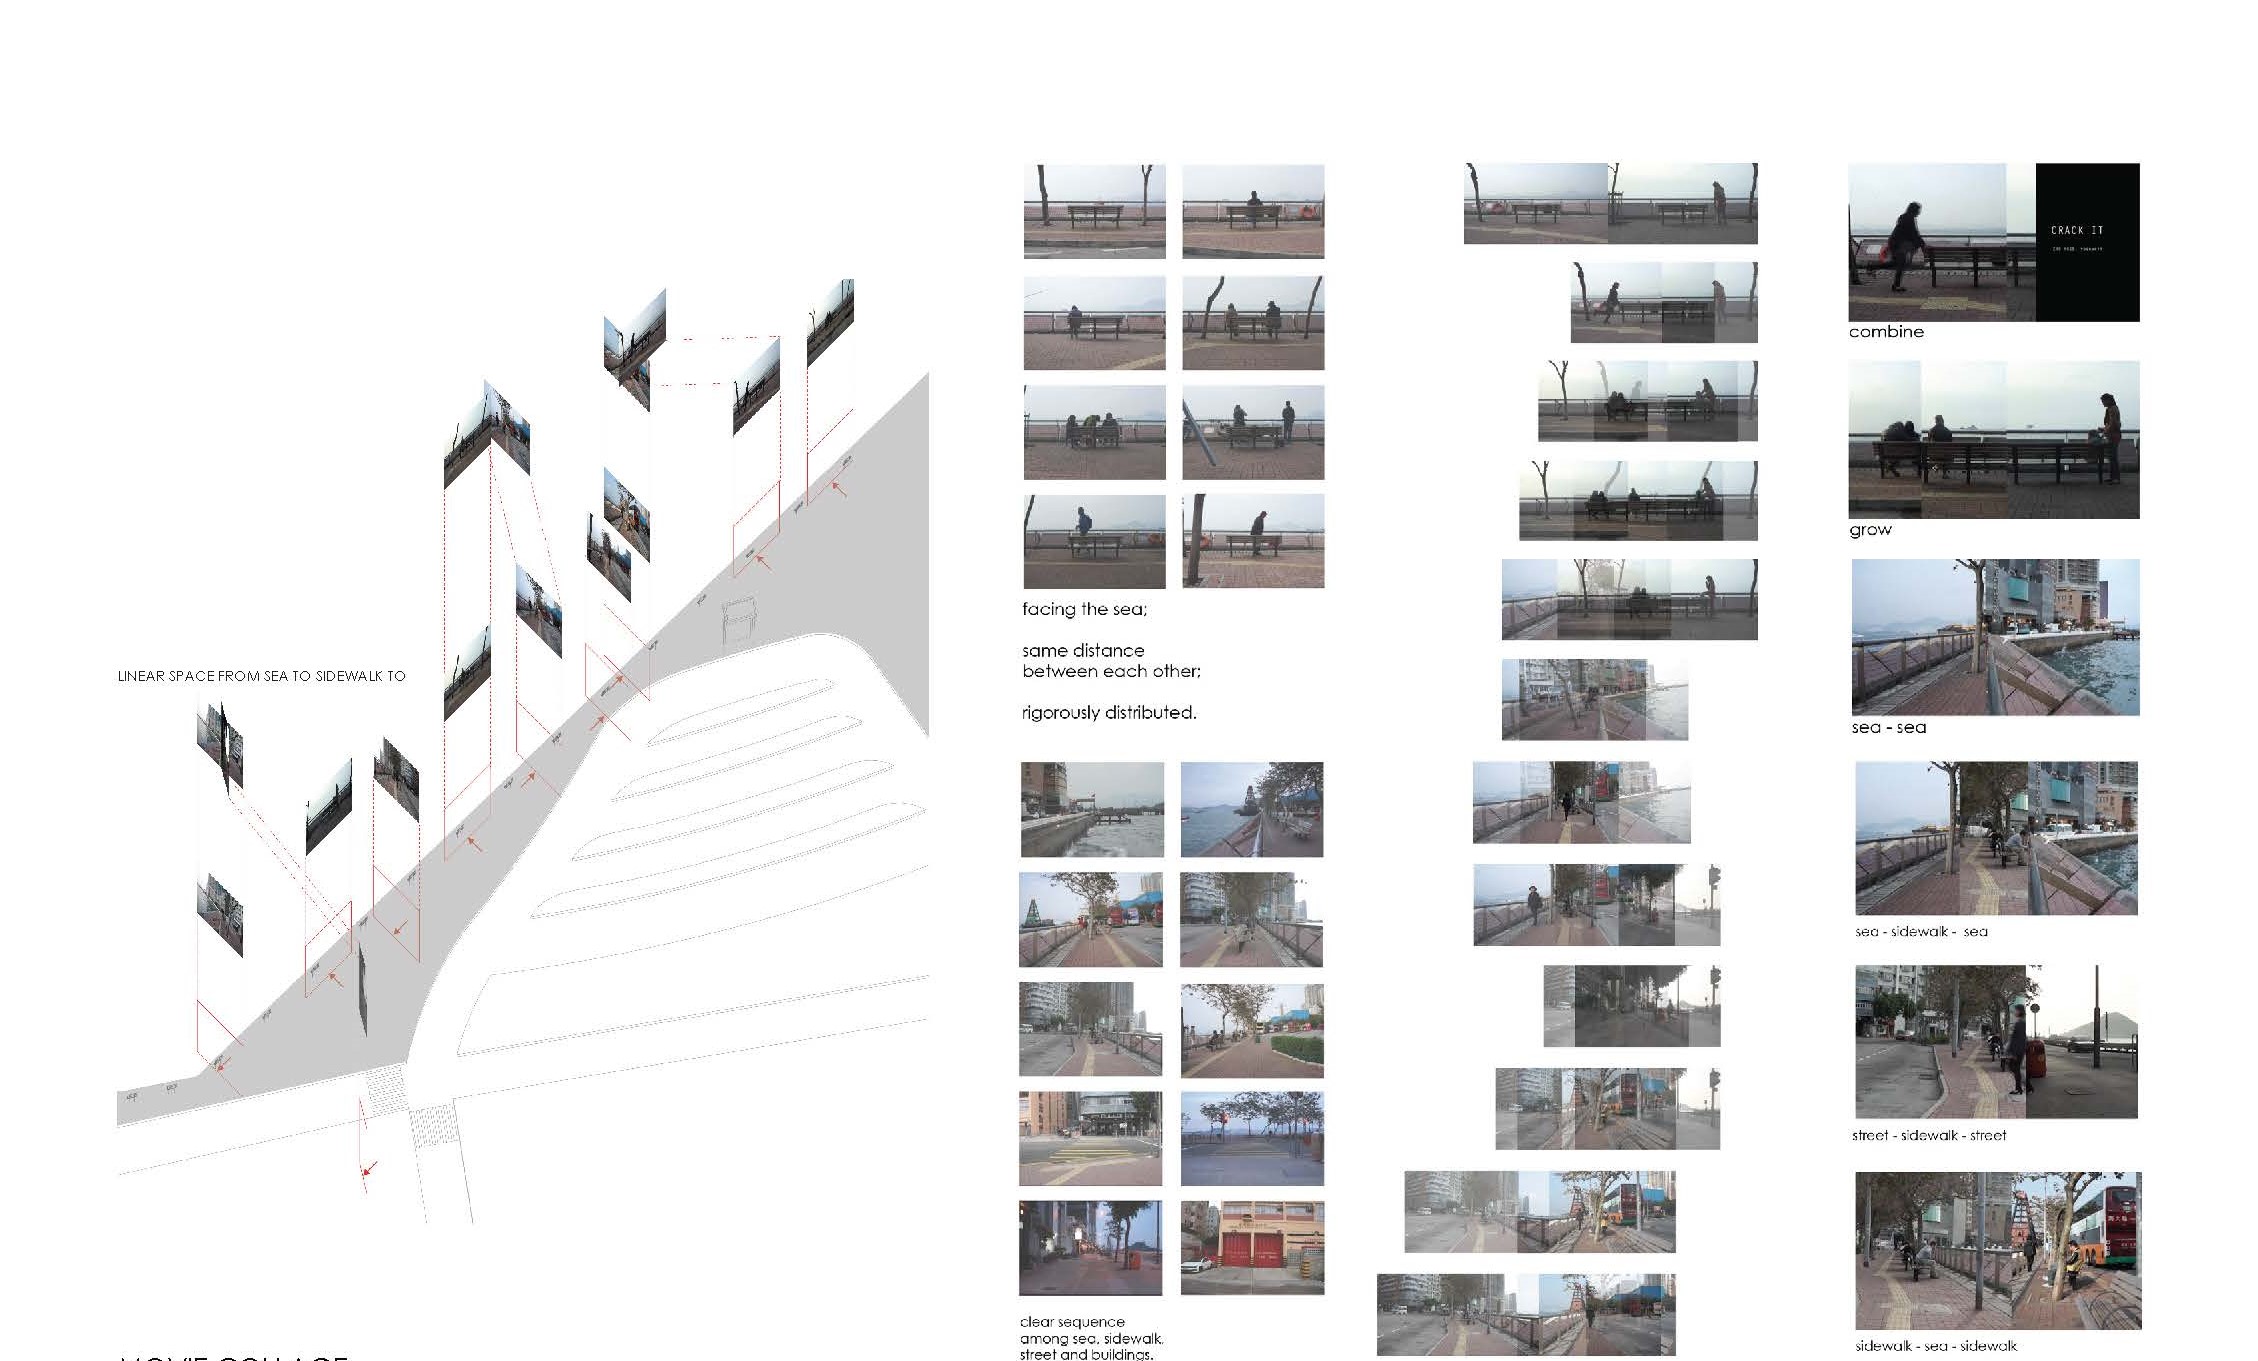 LINEAR SPACE FROM SEA TO SIDEWALK TO
facing the sea;
same distance
between each other;
rigorously distributed.
clear sequence
among sea, sidewalk,
street and buildings.
CRACK IT
combine
grow
sea - sea
sea - sidewalk - sea
street - sidewalk - street
sidewalk - sea - sidewalk
MOVIE COLLAGE